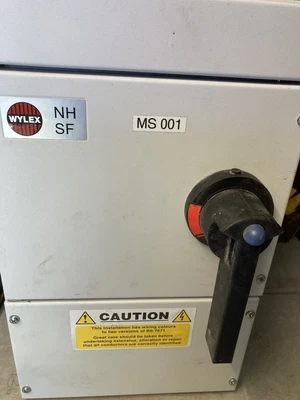 WYLEX
NH
SF
MS 001
CAUTION
This installation has wiring colours
to two versions of BS 7671
Great care should be taken before
undertaking extension, alteration or repair
that all conductors are correctly identified